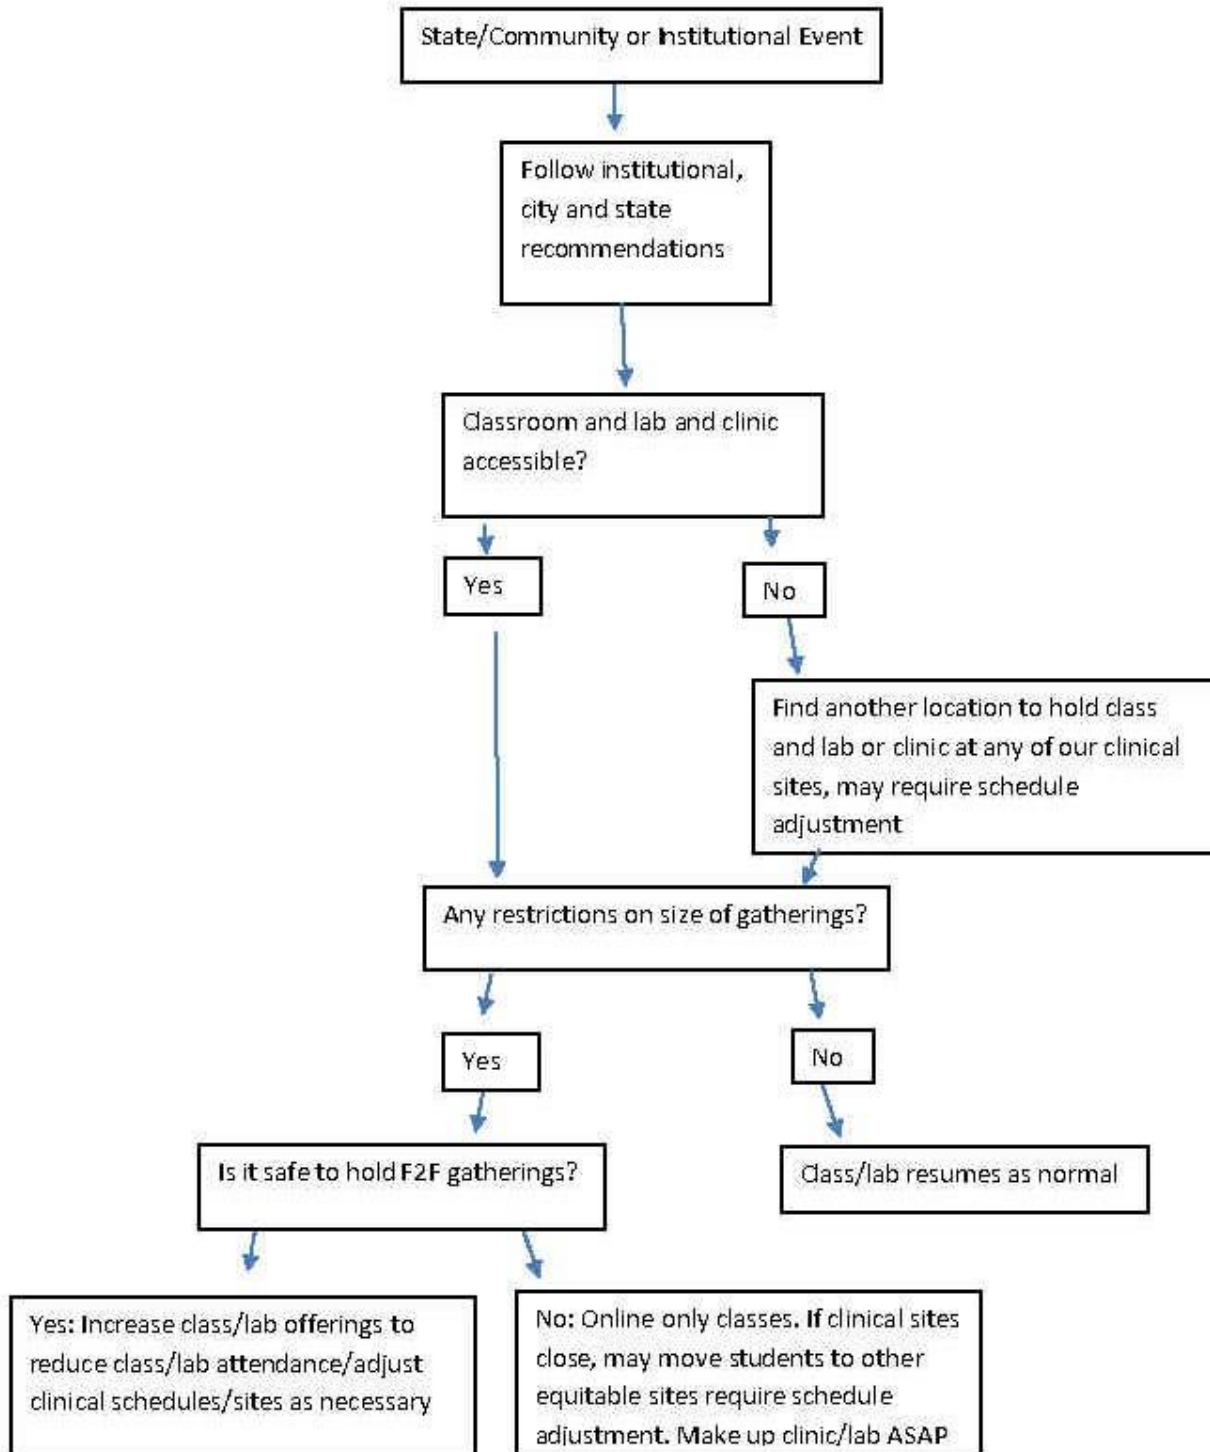 State/Community or Institutional Event
Follow institutional,
city and state
recommendations
Classroom and lab and clinic
accessible?
Yes
No
Find another location to hold class
and lab or clinic at any of our clinical
sites, may require schedule
adjustment
Any restrictions on size of gatherings?
Yes
No
Is it safe to hold F2F gatherings?
Class/lab resumes as normal
Yes: Increase class/lab offerings to
reduce class/lab attendance/adjust
clinical schedules/sites as necessary
No: Online only classes. If clinical sites
close, may move students to other
equitable sites require schedule
adjustment. Make up clinic/lab ASAP